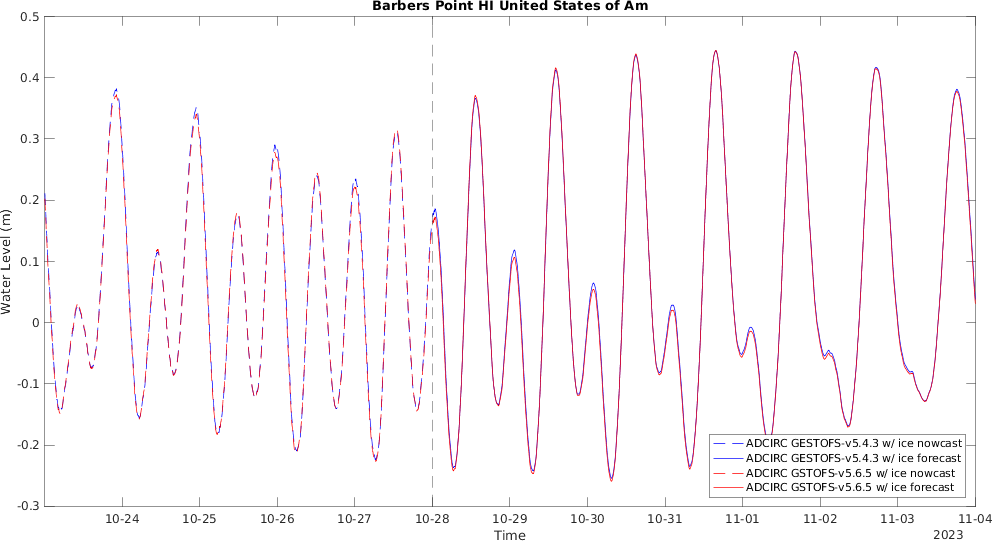 Barbers Point HI United States of Am
Water Level (m)
0.5
0.4
0.3
0.2
0.1
0
-0.1
-0.2
-0.3
10-24 10-25 10-26 10-27 10-28 10-29 10-30 10-31 11-01 11-02 11-03 11-04
Time
2023
ADCIRC GESTOFS-v5.4.3 w/ ice nowcast
ADCIRC GESTOFS-v5.4.3 w/ ice forecast
ADCIRC GSTOFS-v5.6.5 w/ ice nowcast
ADCIRC GSTOFS-v5.6.5 w/ ice forecast